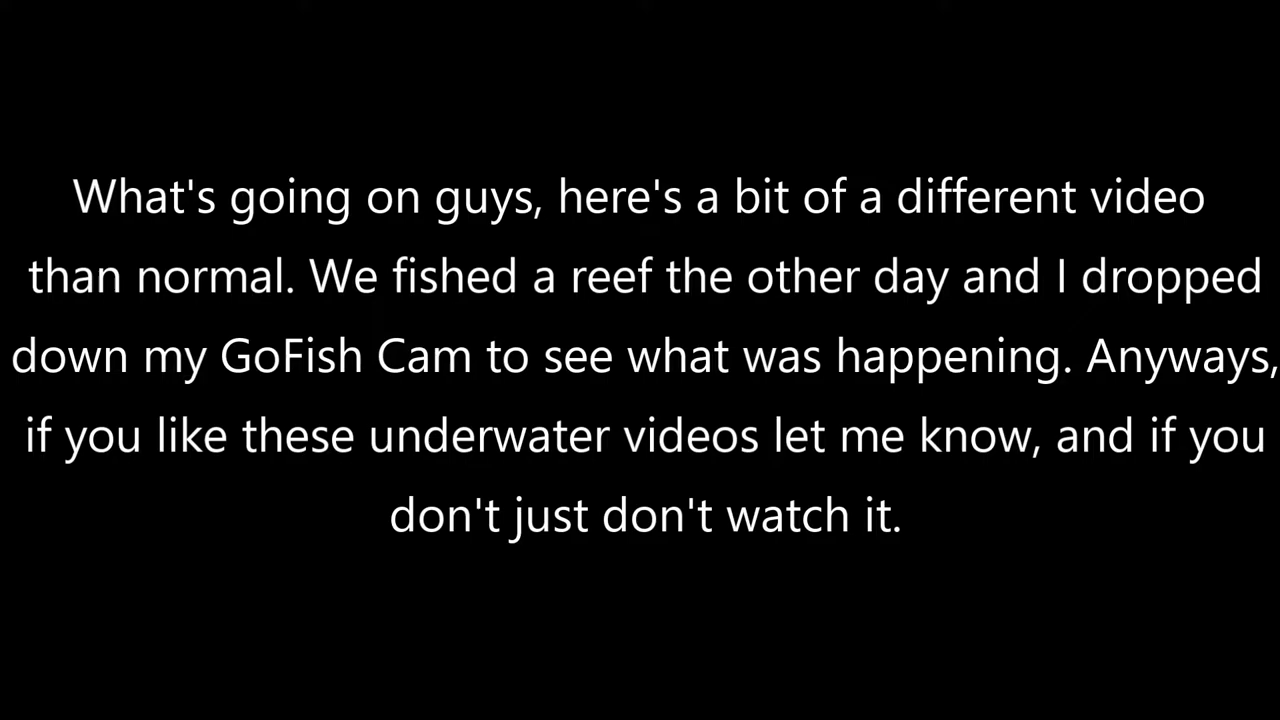 What's going on guys, here's a bit of a different video
than normal. We fished a reef the other day and I dropped
down my GoFish Cam to see what was happening. Anyways,
if you like these underwater videos let me know, and if you
don't just don't watch it.